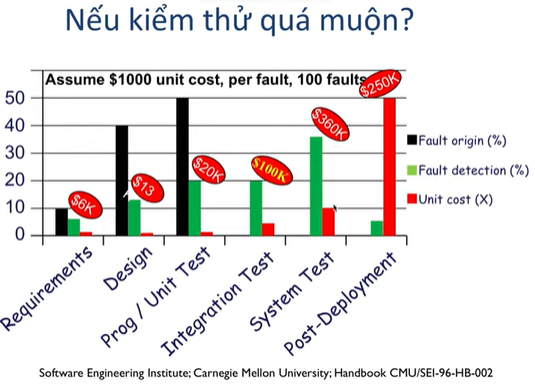 Nếu kiểm thử quá muộn?
Assume $1000 unit cost, per fault, 100 faults
60
50
40
30
20
10
0
$6K
$13
$20K
$100K
$360K
$250K
Fault origin (%)
Fault detection (%)
Unit cost (X)
Requirements
Design
Prog / Unit Test
Integration Test
System Test
Post-Deployment
Software Engineering Institute; Carnegie Mellon University; Handbook CMU/SEI-96-HB-002